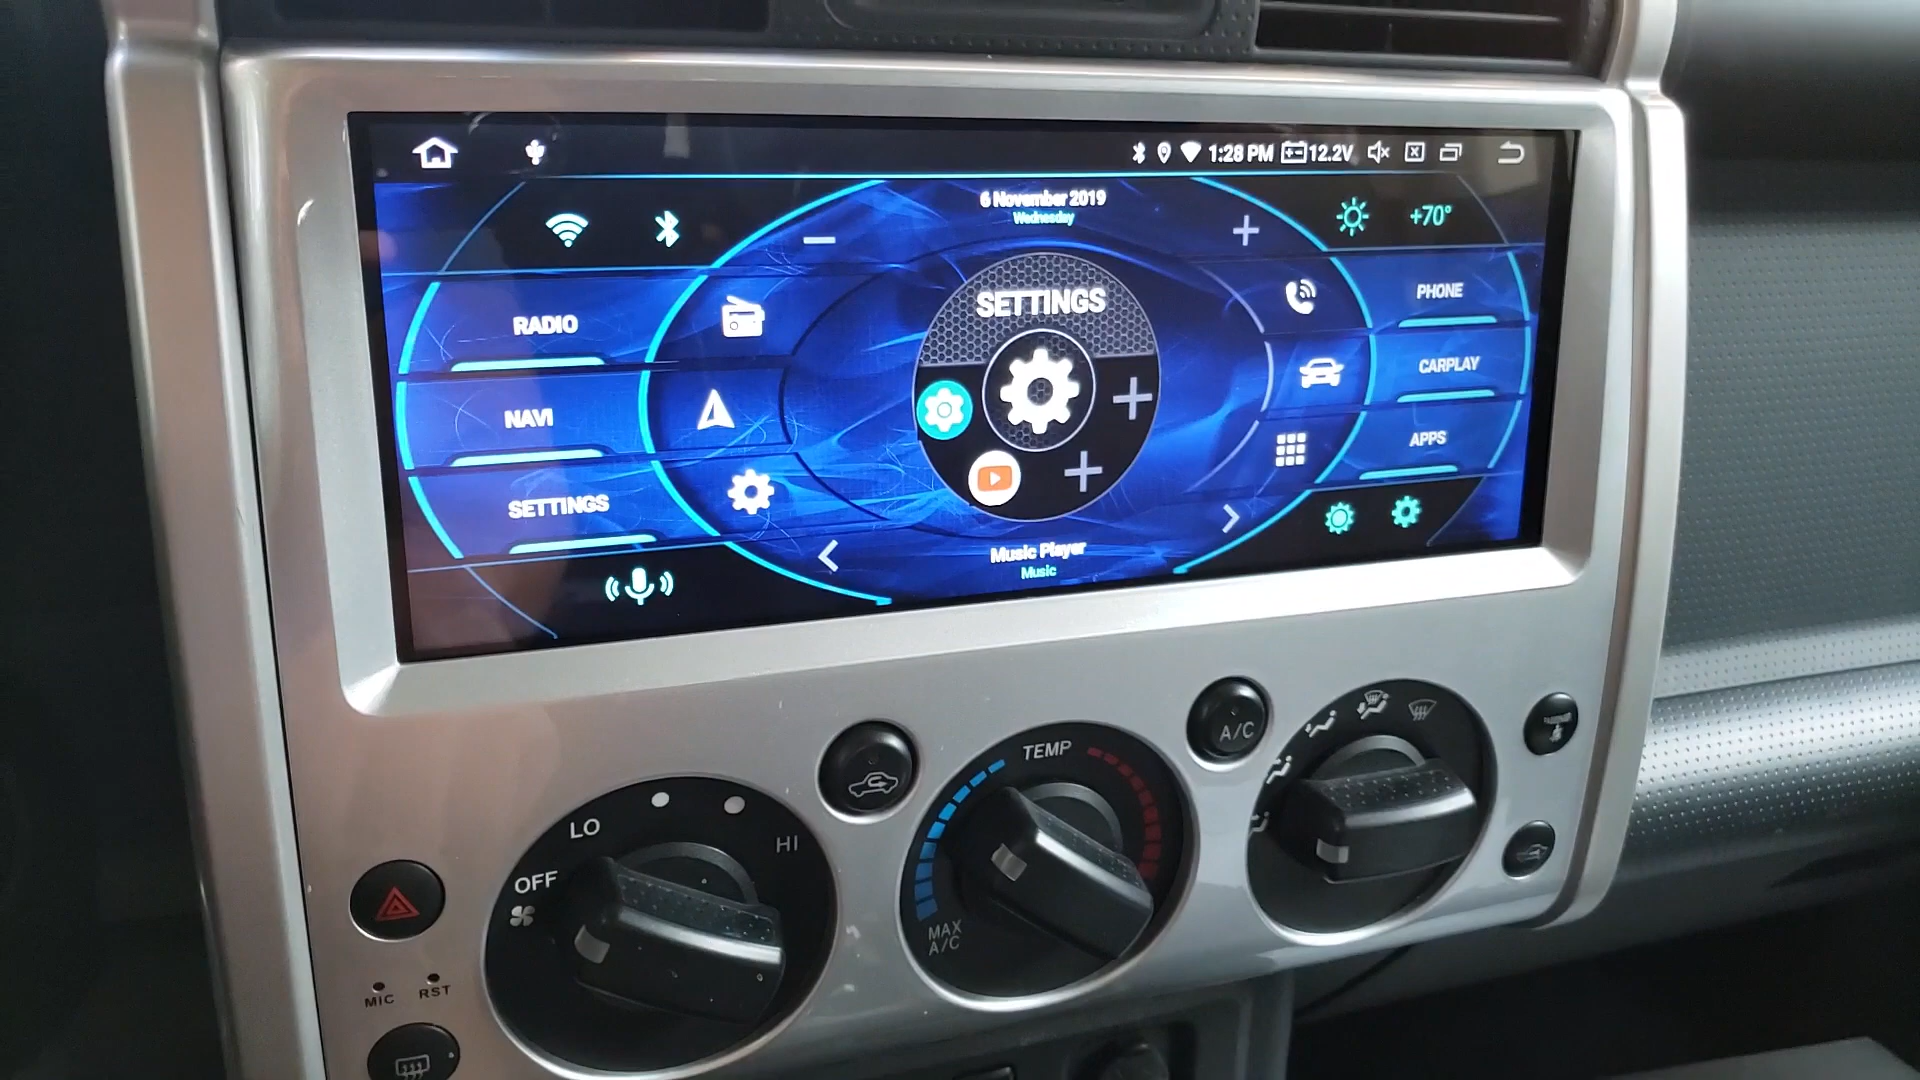 1:28 PM 12.2V
6 November 2019
Wednesday
+70°
RADIO
NAVI
SETTINGS
SETTINGS
PHONE
CARPLAY
APPS
Music Player
Music
A/C
TEMP
MAX
A/C
LO
HI
OFF
MIC
RST